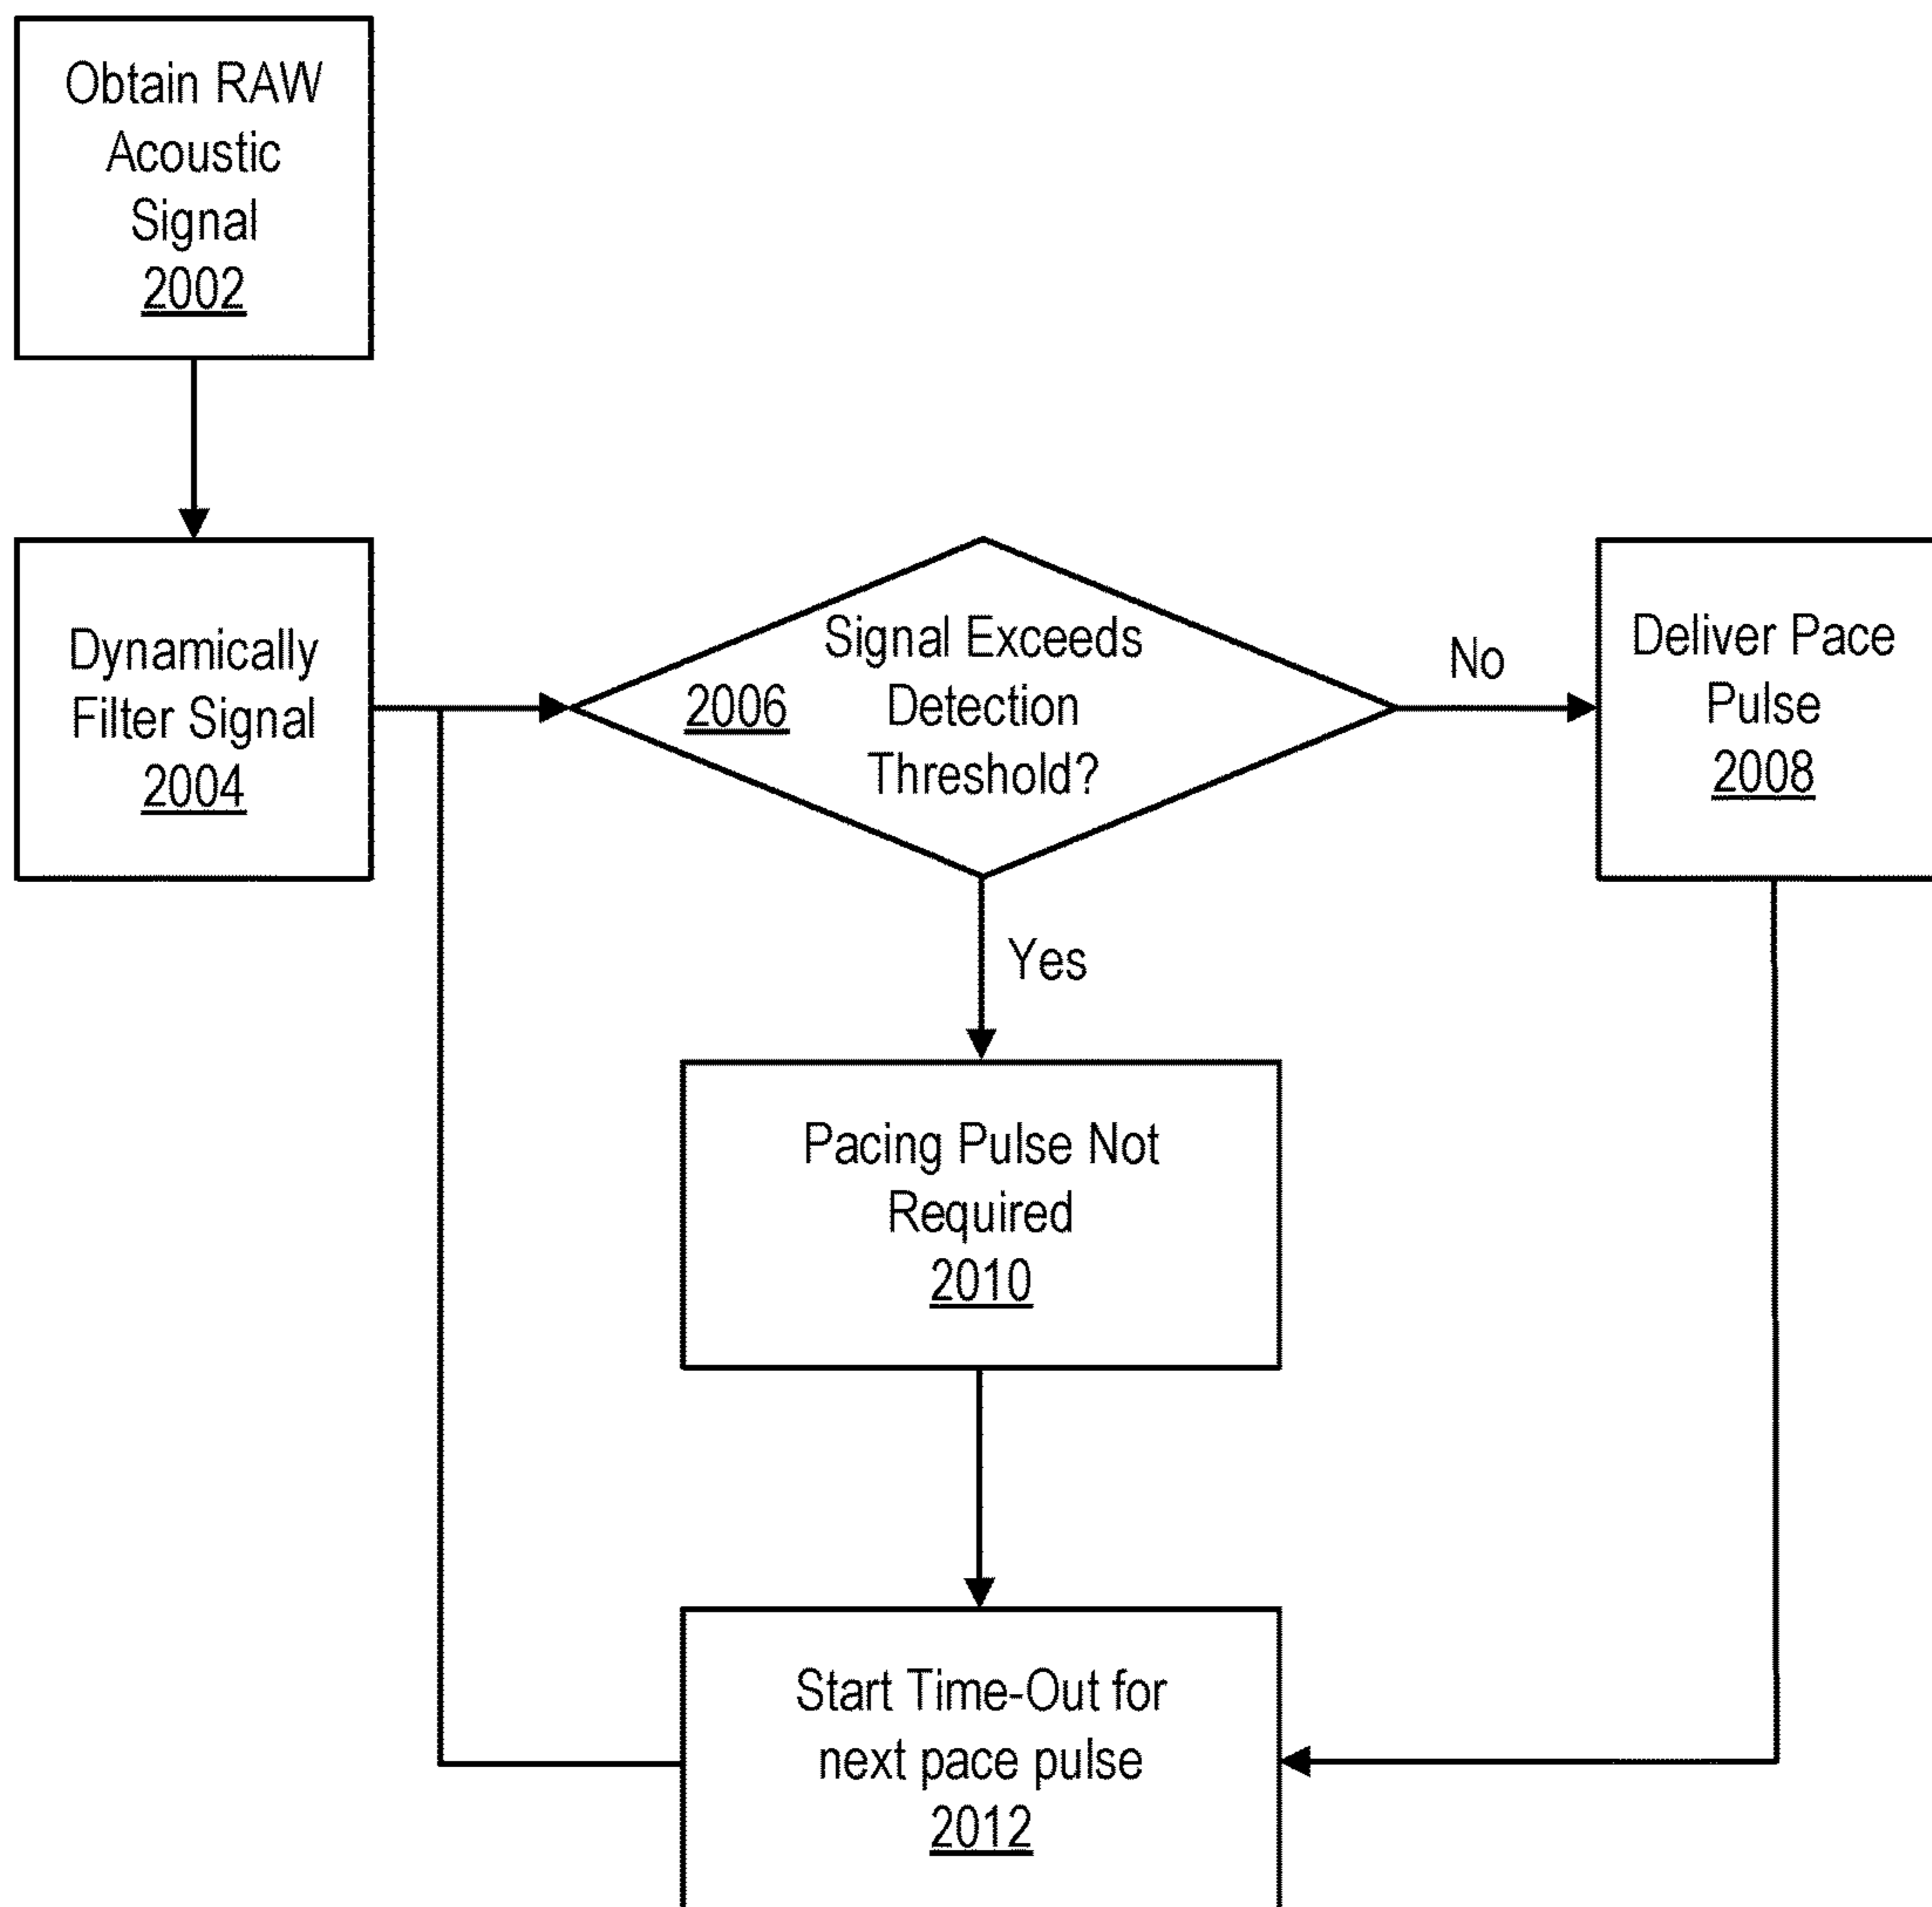 Obtain RAW
Acoustic
Signal
2002
Dynamically
Filter Signal
2004
Signal Exceeds
2006 Detection
Threshold?
No
Deliver Pace
Pulse
2008
Yes
Pacing Pulse Not
Required
2010
Start Time-Out for
next pace pulse
2012